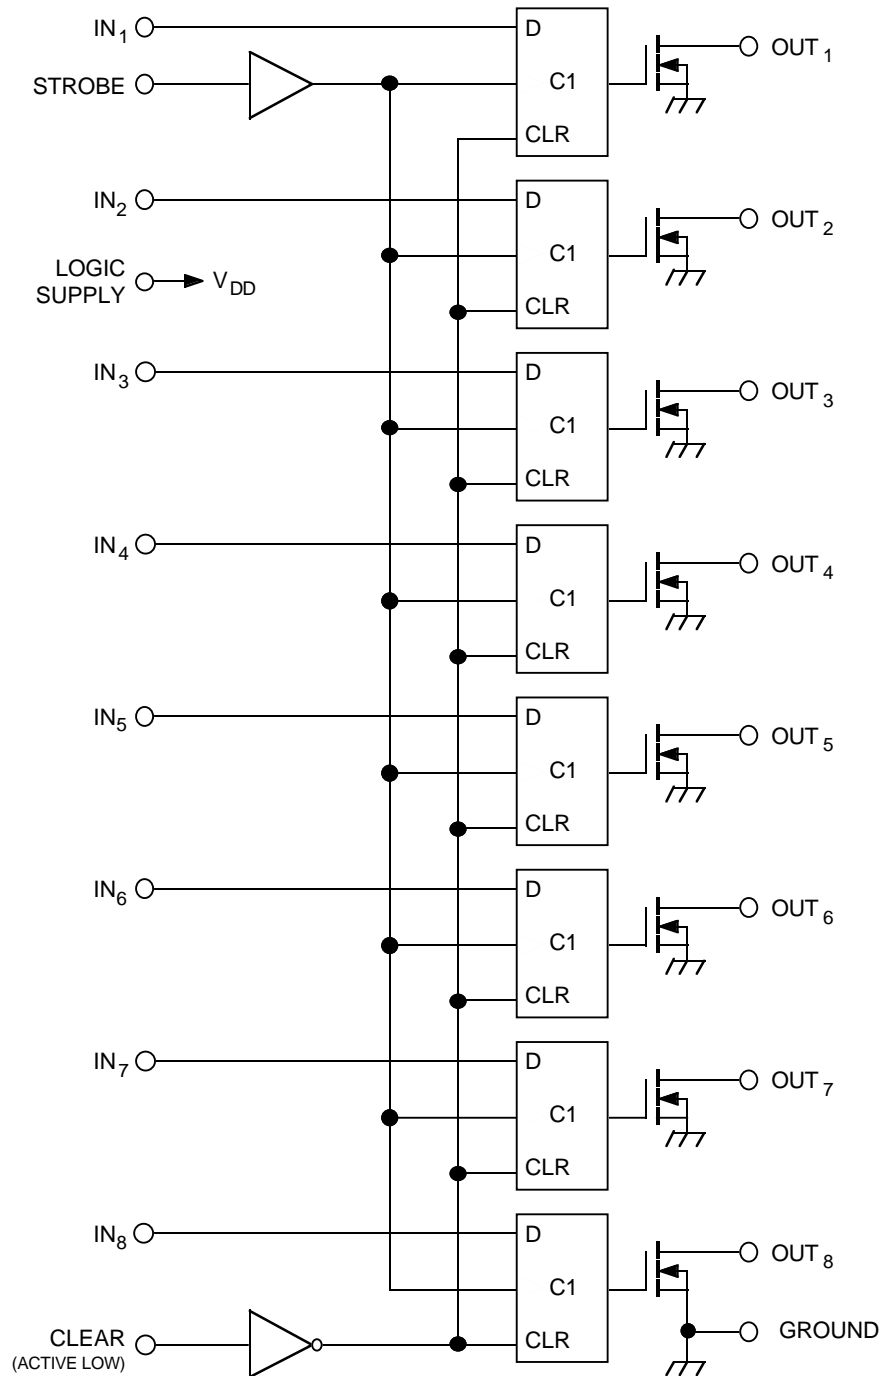 IN1
D
OUT1
STROBE
C1
CLR
IN2
D
OUT2
C1
LOGIC
SUPPLY
VDD
CLR
IN3
D
OUT3
C1
CLR
IN4
D
OUT4
C1
CLR
IN5
D
OUT5
C1
CLR
IN6
D
OUT6
C1
CLR
IN7
D
OUT7
C1
CLR
IN8
D
OUT8
C1
GROUND
CLEAR
(ACTIVE LOW)
CLR